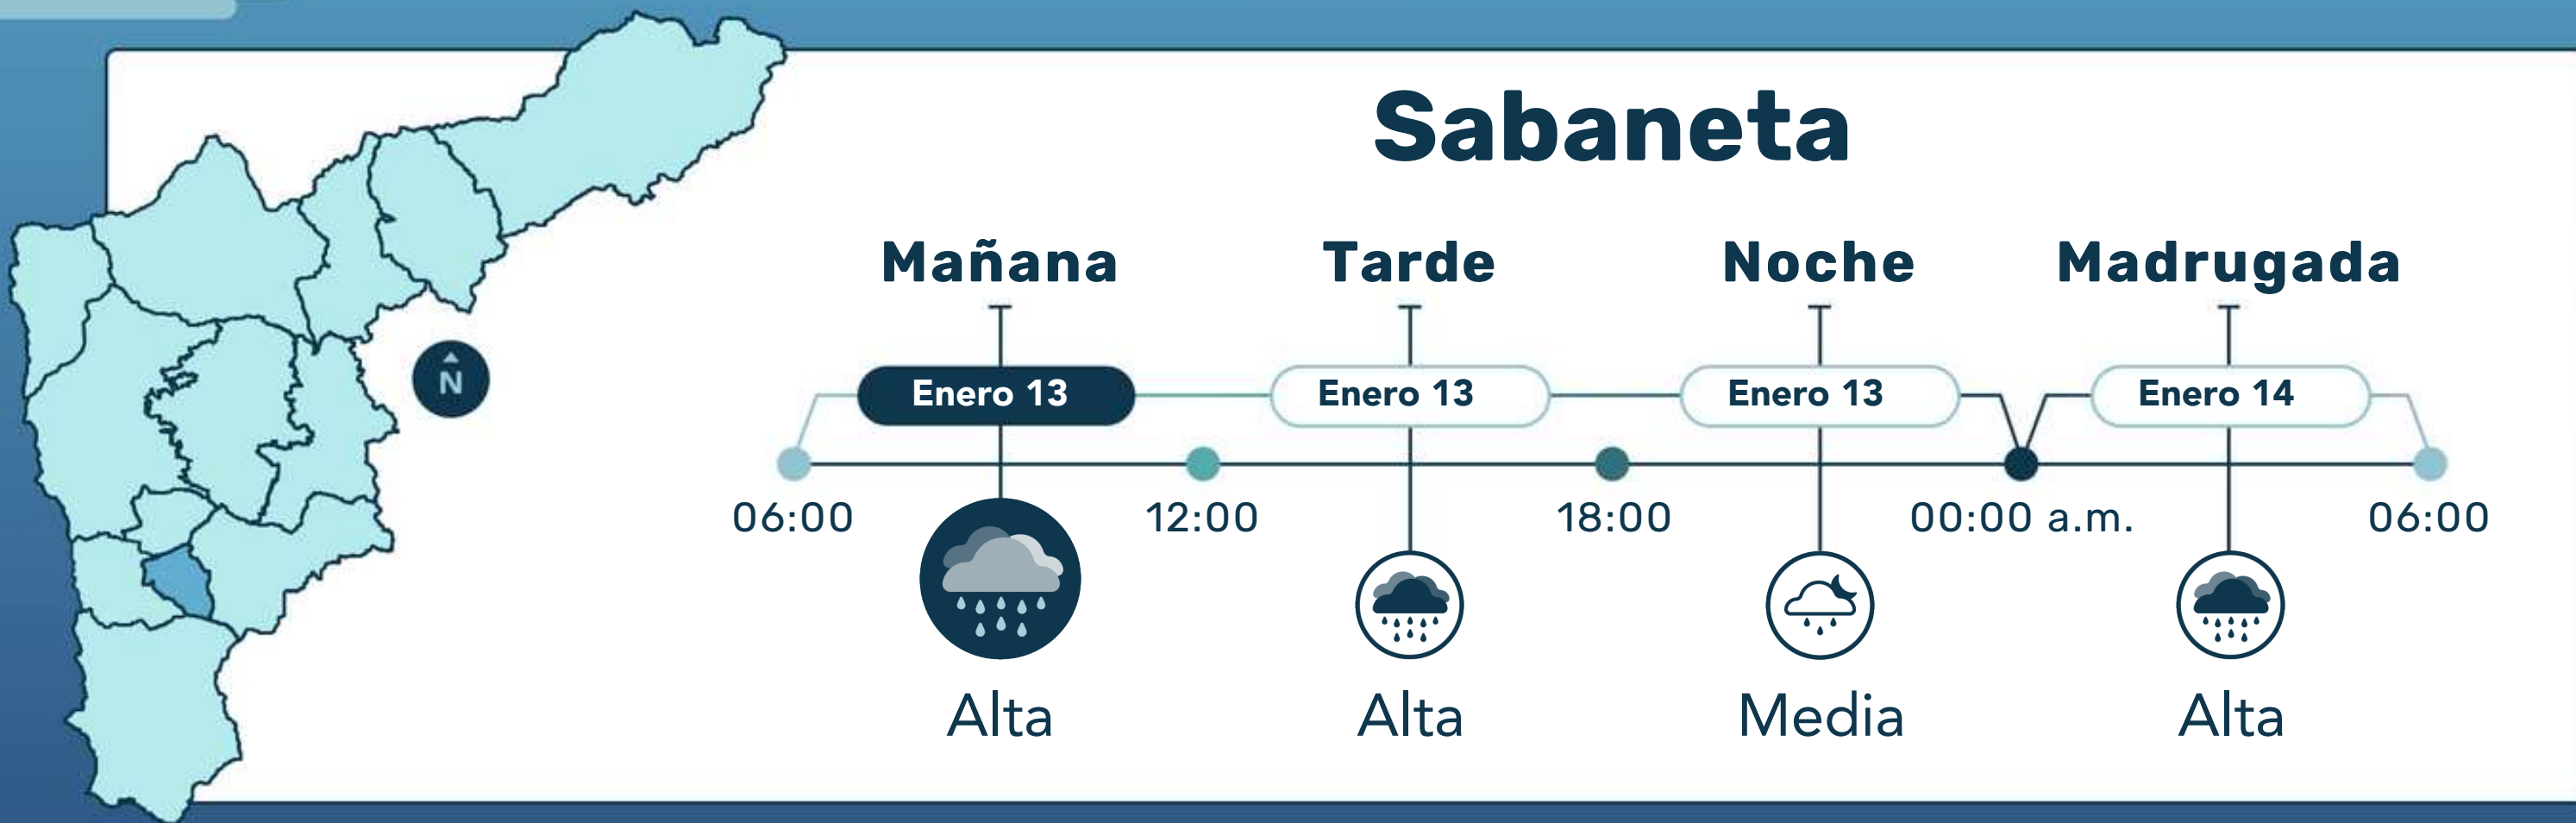 Sabaneta
Mañana Tarde Noche Madrugada
N
Enero 13 Enero 13 Enero 13 Enero 14
06:00 12:00 18:00 00:00 a.m. 06:00
Alta Alta Media Alta